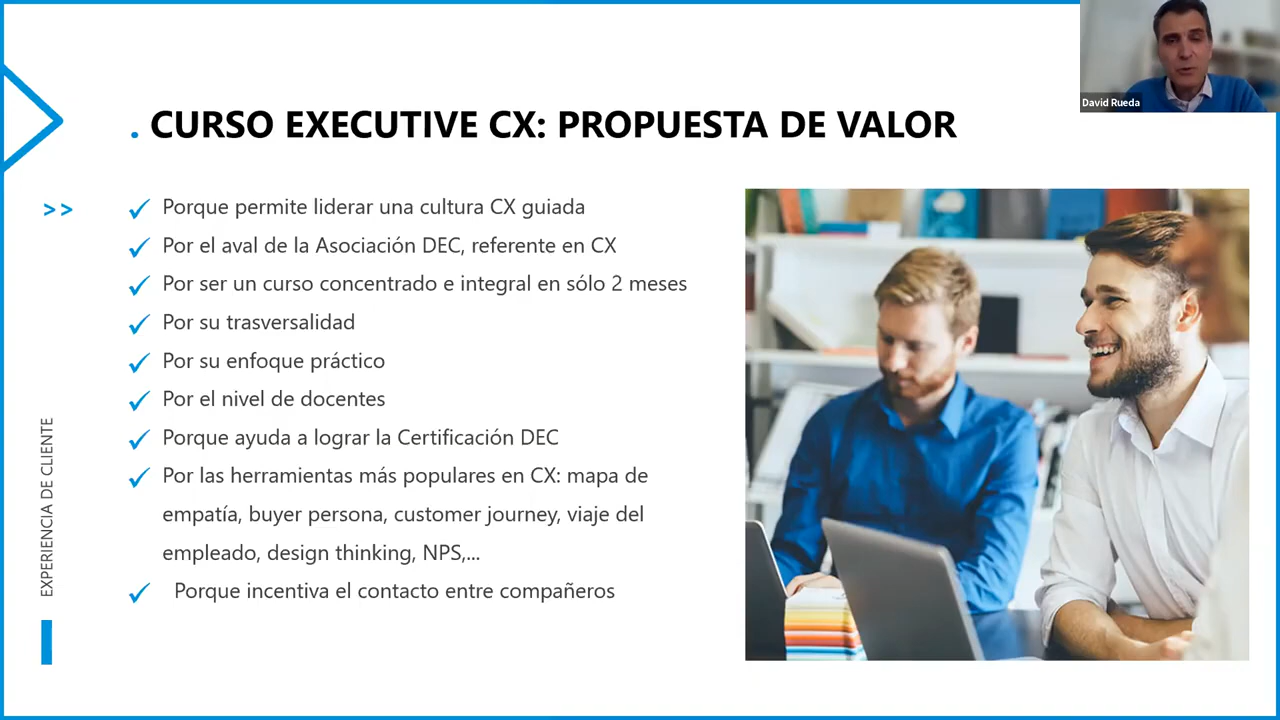 David Rueda
. CURSO EXECUTIVE CX: PROPUESTA DE VALOR
>>
Porque permite liderar una cultura CX guiada
Por el aval de la Asociación DEC, referente en CX
Por ser un curso concentrado e integral en sólo 2 meses
Por su trasversalidad
Por su enfoque práctico
Por el nivel de docentes
Porque ayuda a lograr la Certificación DEC
Por las herramientas más populares en CX: mapa de
empatía, buyer persona, customer journey, viaje del
empleado, design thinking, NPS,...
Porque incentiva el contacto entre compañeros
EXPERIENCIA DE CLIENTE